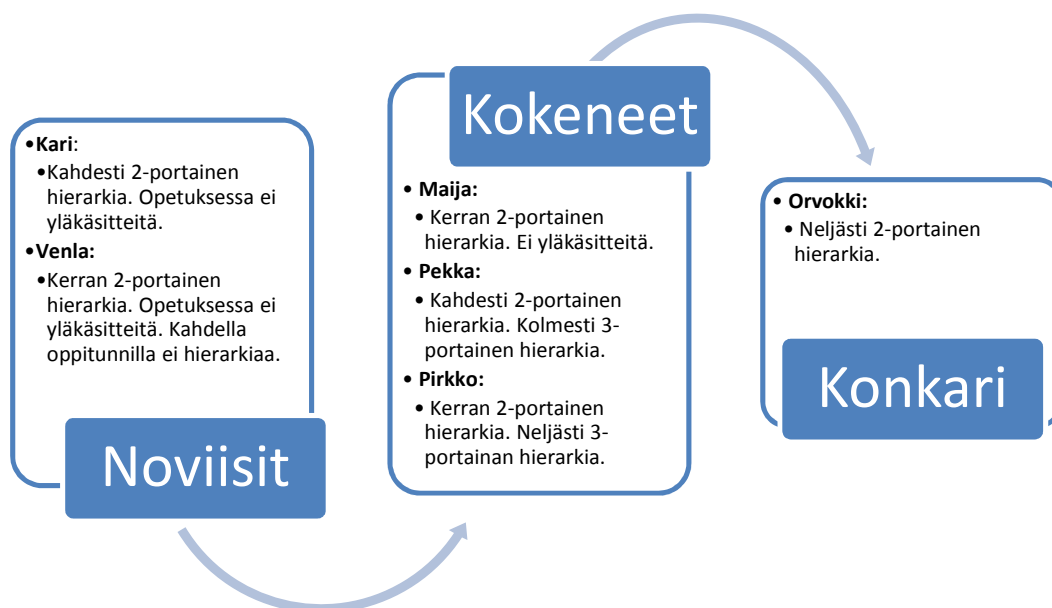 •Kari:
•Kahdesti 2-portainen
hierarkia. Opetuksessa ei
yläkäsitteitä.
•Venla:
•Kerran 2-portainen
hierarkia. Opetuksessa ei
yläkäsitteitä. Kahdella
oppitunnilla ei hierarkiaa.
Noviisit
Kokeneet
• Maija:
• Kerran 2-portainen
hierarkia. Ei yläkäsitteitä.
• Pekka:
• Kahdesti 2-portainen
hierarkia. Kolmesti 3-
portainen hierarkia.
• Pirkko:
• Kerran 2-portainen
hierarkia. Neljästi 3-
portainan hierarkia.
• Orvokki:
• Neljästi 2-portainen
hierarkia.
Konkari